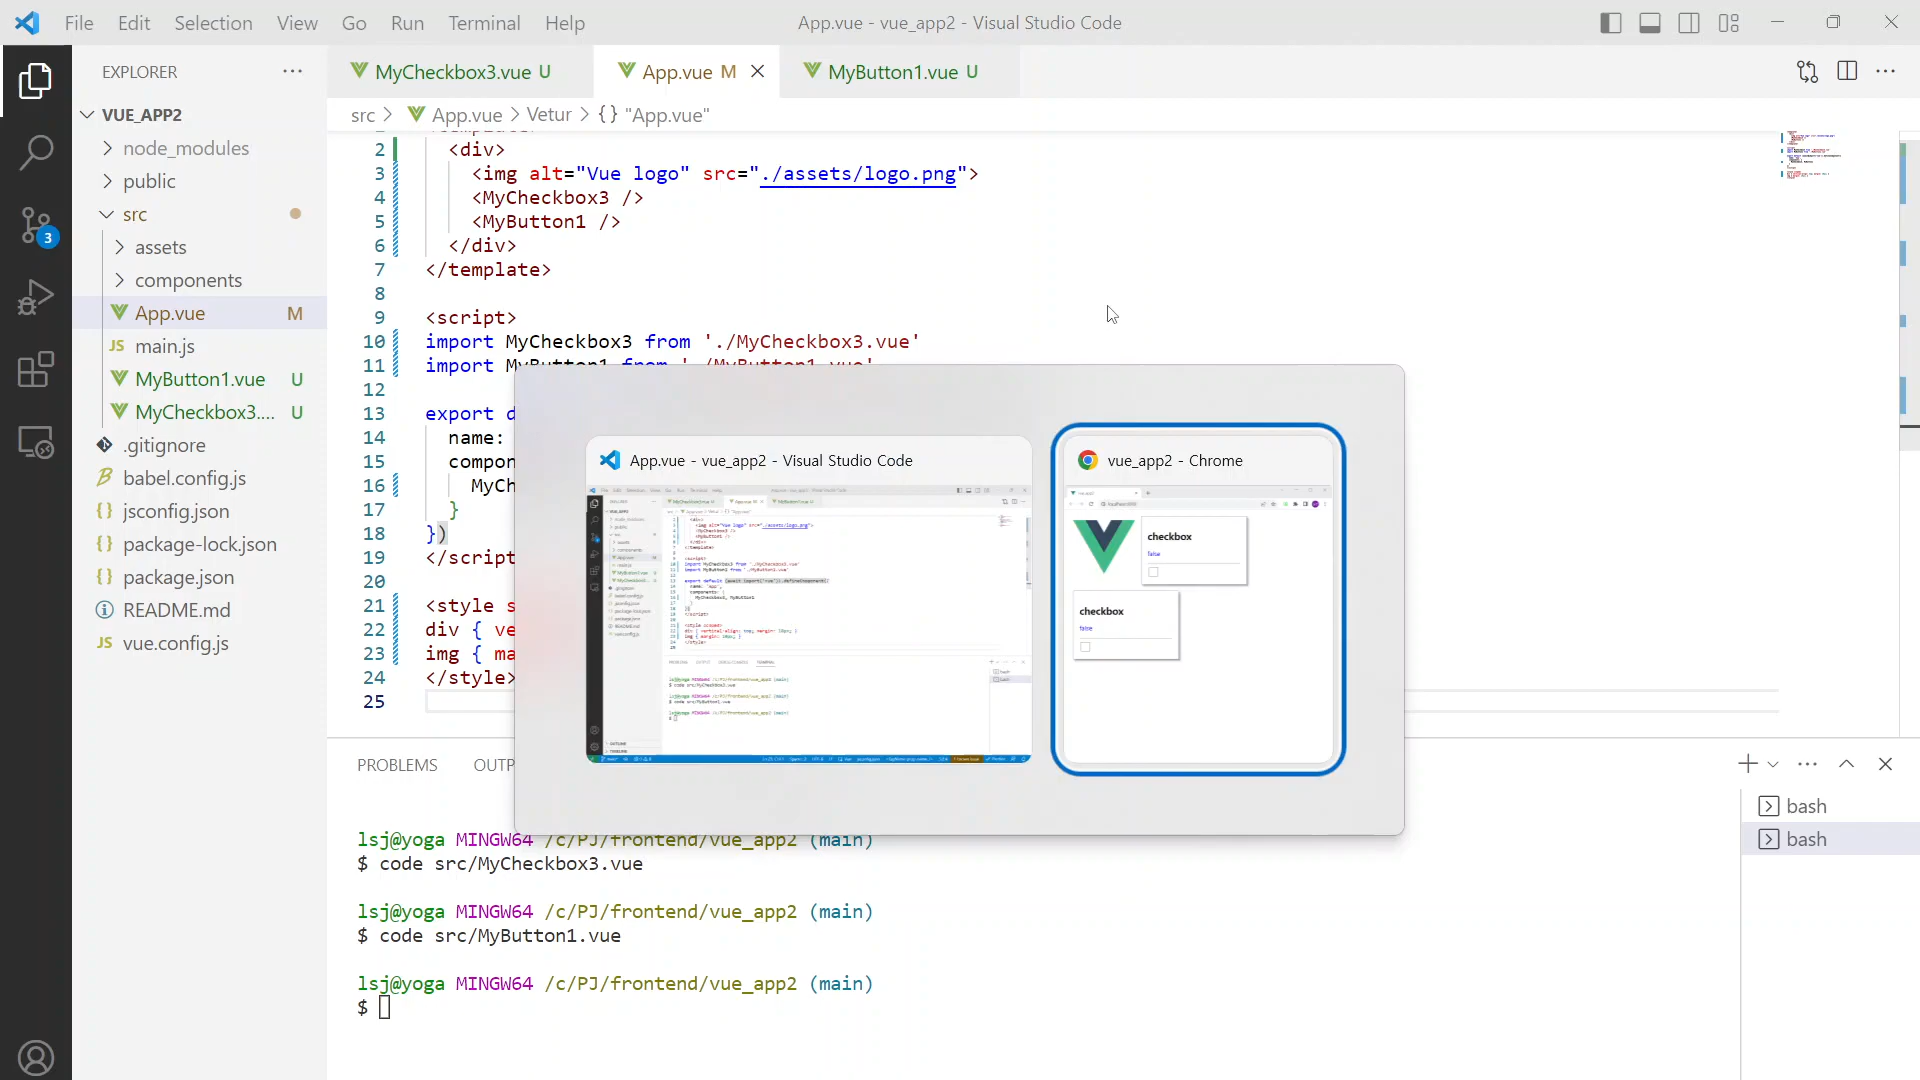 File Edit Selection View Go Run Terminal Help
App.vue - vue_app2 - Visual Studio Code
EXPLORER
VUE_APP2
node_modules
public
src
assets
components
App.vue M
main.js
MyButton1.vue U
MyCheckbox3.... U
.gitignore
babel.config.js
jsconfig.json
package-lock.json
package.json
README.md
vue.config.js
3
MyCheckbox3.vue U
App.vue M
MyButton1.vue U
src > App.vue > Vetur > {} "App.vue"
2 <div>
3 <img alt="Vue logo" src="./assets/logo.png">
4 <MyCheckbox3 />
5 <MyButton1 />
6 </div>
7 </template>
8
9 <script>
10 import MyCheckbox3 from './MyCheckbox3.vue'
11 import MyButton1 from './MyButton1.vue'
12
13 export d
14 name:
15 compon
16 MyCh
17 }
18 })
19 </script
20
21 <style s
22 div { ve
23 img { ma
24 </style>
25
App.vue - vue_app2 - Visual Studio Code
vue_app2 - Chrome
checkbox
false
checkbox
false
PROBLEMS OUTP
lsj@yoga MINGW64 /c/PJ/frontend/vue_app2 (main)
$ code src/MyCheckbox3.vue
lsj@yoga MINGW64 /c/PJ/frontend/vue_app2 (main)
$ code src/MyButton1.vue
lsj@yoga MINGW64 /c/PJ/frontend/vue_app2 (main)
$
bash
bash